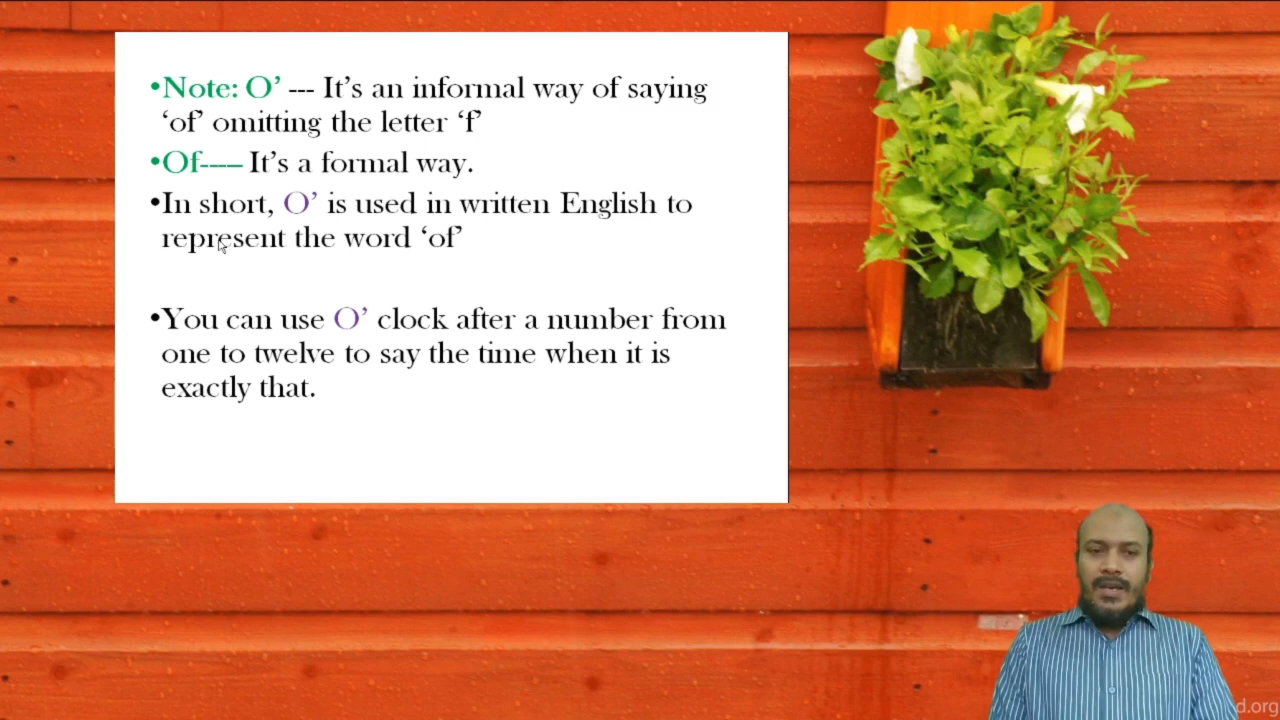 •Note: O’ --- It’s an informal way of saying
‘of’ omitting the letter ‘f’
•Of---- It’s a formal way.
•In short, O’ is used in written English to
represent the word ‘of’
•You can use O’ clock after a number from
one to twelve to say the time when it is
exactly that.
d.org